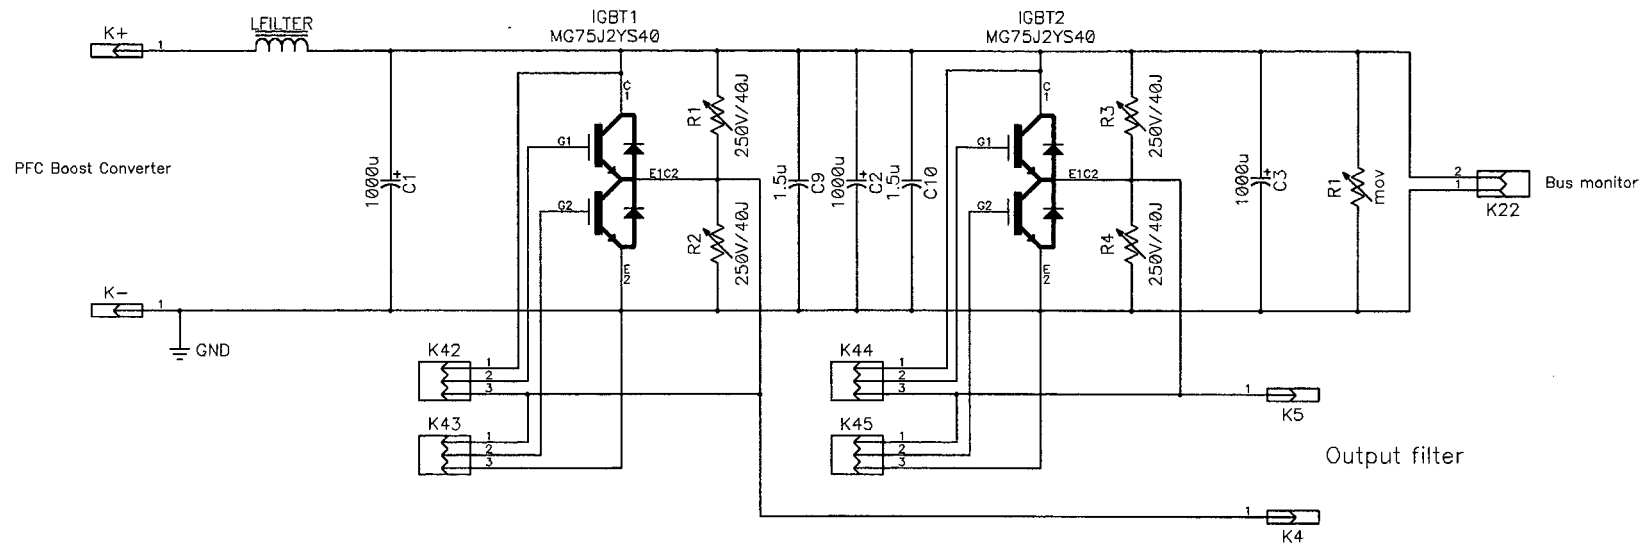 K+
1
LFILTER
IGBT1
MG75J2YS40
IGBT2
MG75J2YS40
PFC Boost Converter
1000u
C1
C
1
G1
E1C2
G2
E
2
R1
250V/40J
R2
250V/40J
1.5u
C9
1000u
C2
1.5u
C10
C
1
G1
E1C2
G2
E
2
R3
250V/40J
R4
250V/40J
1000u
C3
R1
mov
2
1
K22
Bus monitor
K-
1
GND
K42
1
2
3
K43
1
2
3
K44
1
2
3
K45
1
2
3
1
K5
Output filter
1
K4